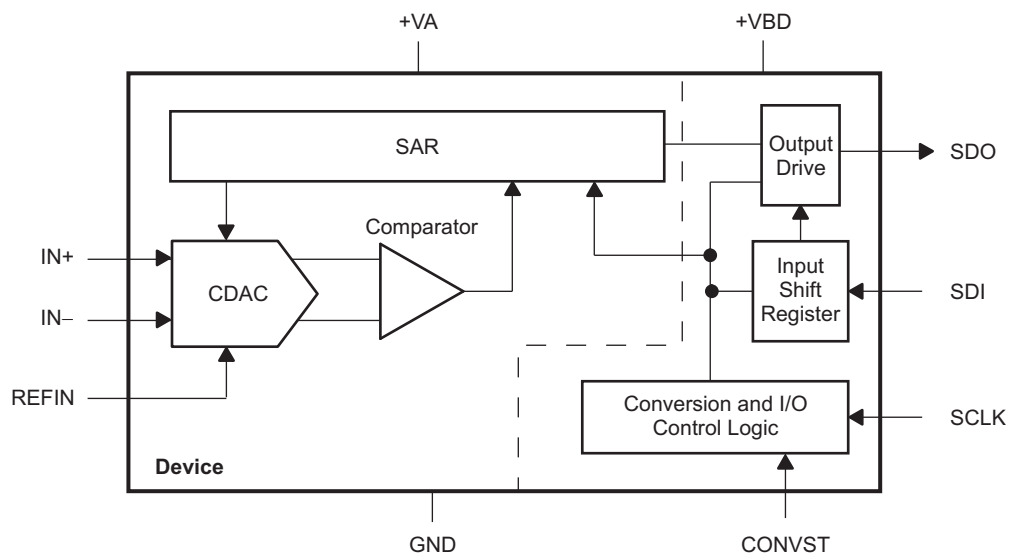 +VA
+VBD
SAR
Output
Drive
SDO
Comparator
IN+
CDAC
Input
Shift
Register
SDI
IN−
REFIN
Conversion and I/O
Control Logic
SCLK
Device
GND
CONVST